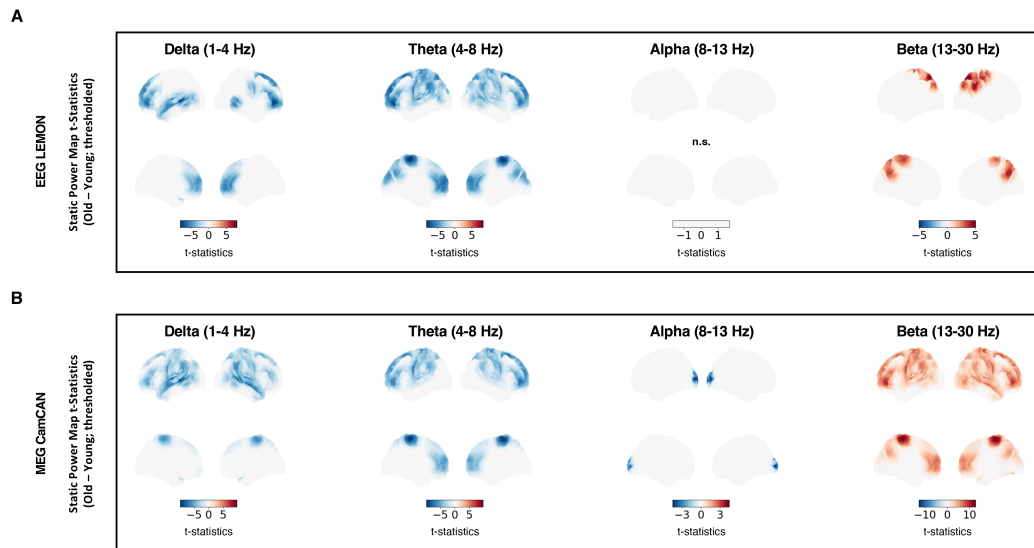 A
EEG LEMON
Static Power Map t-Statistics
(Old – Young; thresholded)
Delta (1-4 Hz)
Theta (4-8 Hz)
Alpha (8-13 Hz)
Beta (13-30 Hz)
n.s.
−5 0 5
−5 0 5
−1 0 1
−5 0 5
t-statistics
t-statistics
t-statistics
t-statistics
B
MEG CamCAN
Static Power Map t-Statistics
(Old – Young; thresholded)
Delta (1-4 Hz)
Theta (4-8 Hz)
Alpha (8-13 Hz)
Beta (13-30 Hz)
−5 0 5
−5 0 5
−3 0 3
−10 0 10
t-statistics
t-statistics
t-statistics
t-statistics